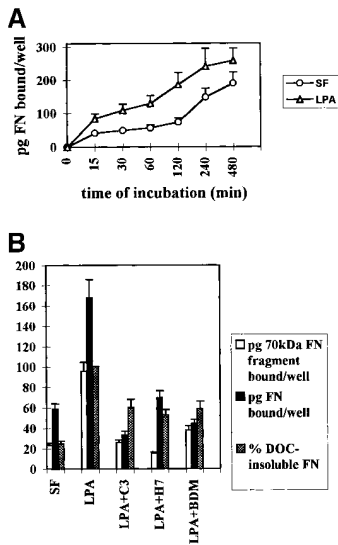 A
300
200
100
0
pg FN bound/well
0
15
30
60
120
240
480
time of incubation (min)
SF
LPA
B
200
180
160
140
120
100
80
60
40
20
0
SF
LPA
LPA+C3
LPA+H7
LPA+BDM
pg 70kDa FN
fragment
bound/well
pg FN
bound/well
% DOC-
insoluble FN